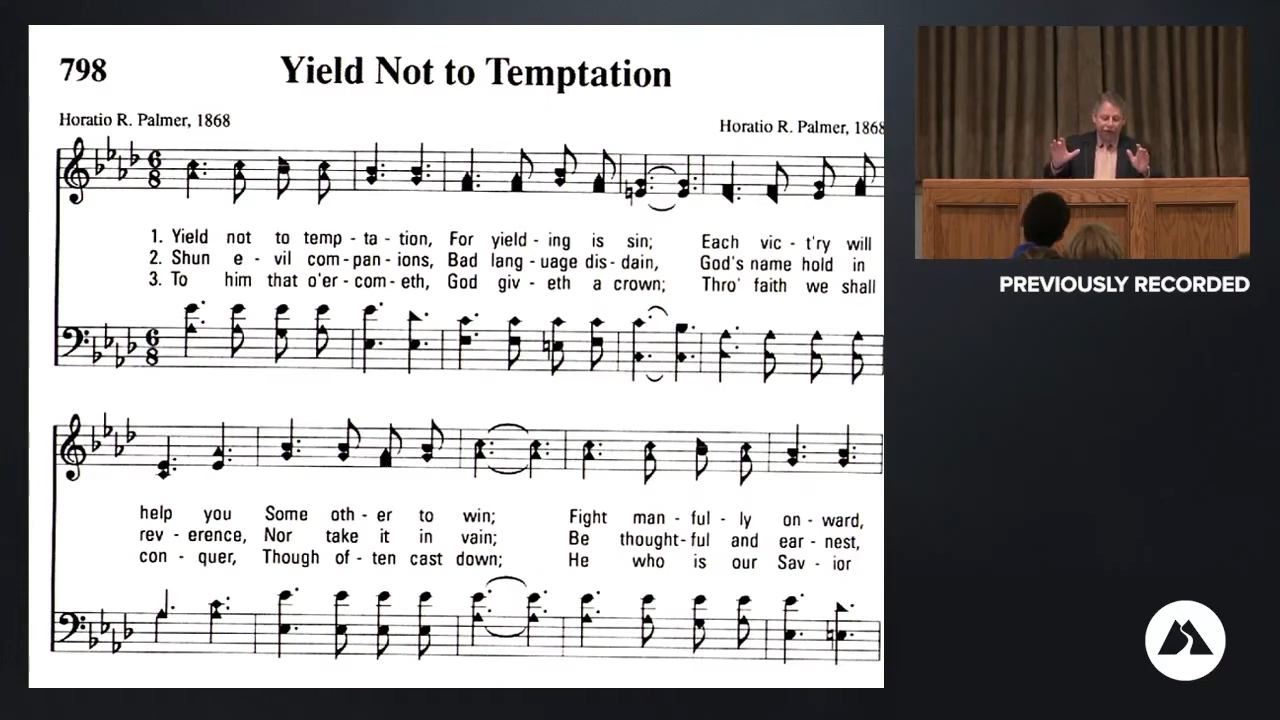 798
Yield Not to Temptation
Horatio R. Palmer, 1868
Horatio R. Palmer, 1868
6
8
1. Yield not to temp - ta - tion, For yield - ing is sin; Each vic - t'ry will
2. Shun e - vil com - pan - ions, Bad lang - uage dis - dain, God's name hold in
3. To him that o'er - com - eth, God giv - eth a crown; Thro' faith we shall
6
8
help you Some oth - er to win; Fight man - ful - ly on - ward,
rev - erence, Nor take it in vain; Be thought - ful and ear - nest,
con - quer, Though of - ten cast down; He who is our Sav - ior
PREVIOUSLY RECORDED